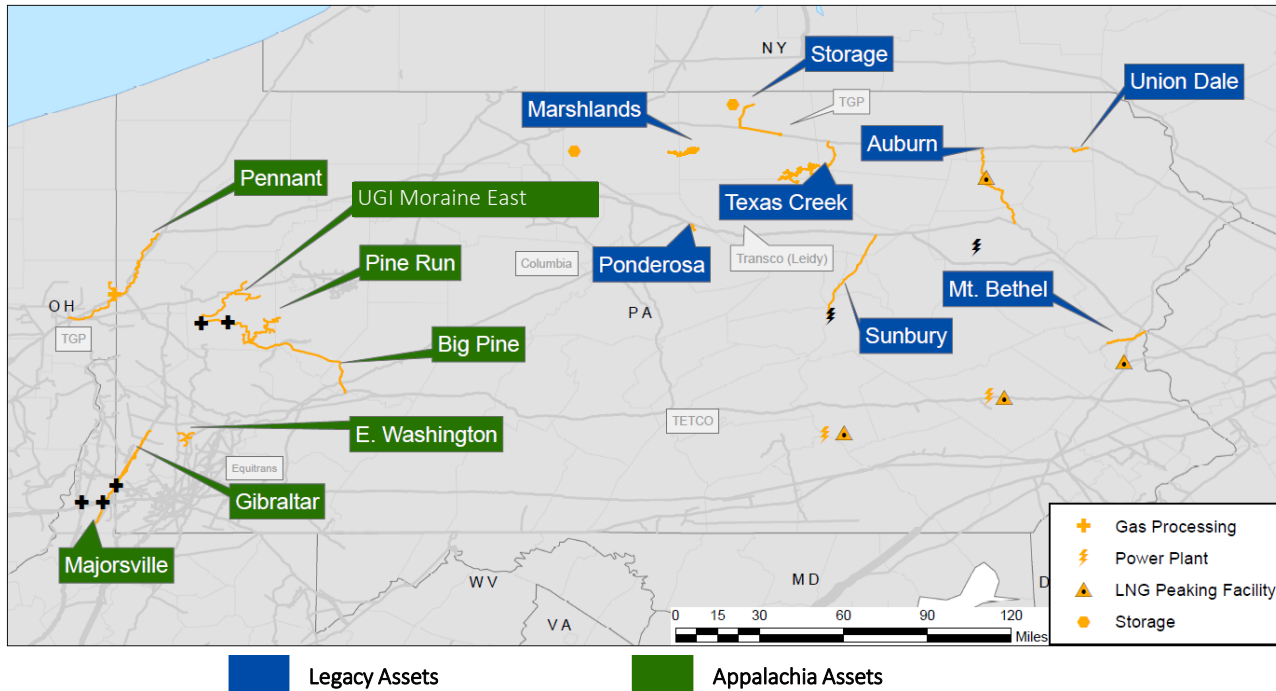 NY
Storage
Union Dale
Marshlands
TGP
Auburn
Pennant
UGI Moraine East
Texas Creek
Pine Run
Columbia
Ponderosa
Transco (Leidy)
Mt. Bethel
OH
PA
TGP
Big Pine
Sunbury
E. Washington
TETCO
Equitrans
Gibraltar
Majorsville
WV
MD
D
VA
Gas Processing
Power Plant
LNG Peaking Facility
Storage
0 15 30 60 90 120
Miles
Legacy Assets
Appalachia Assets